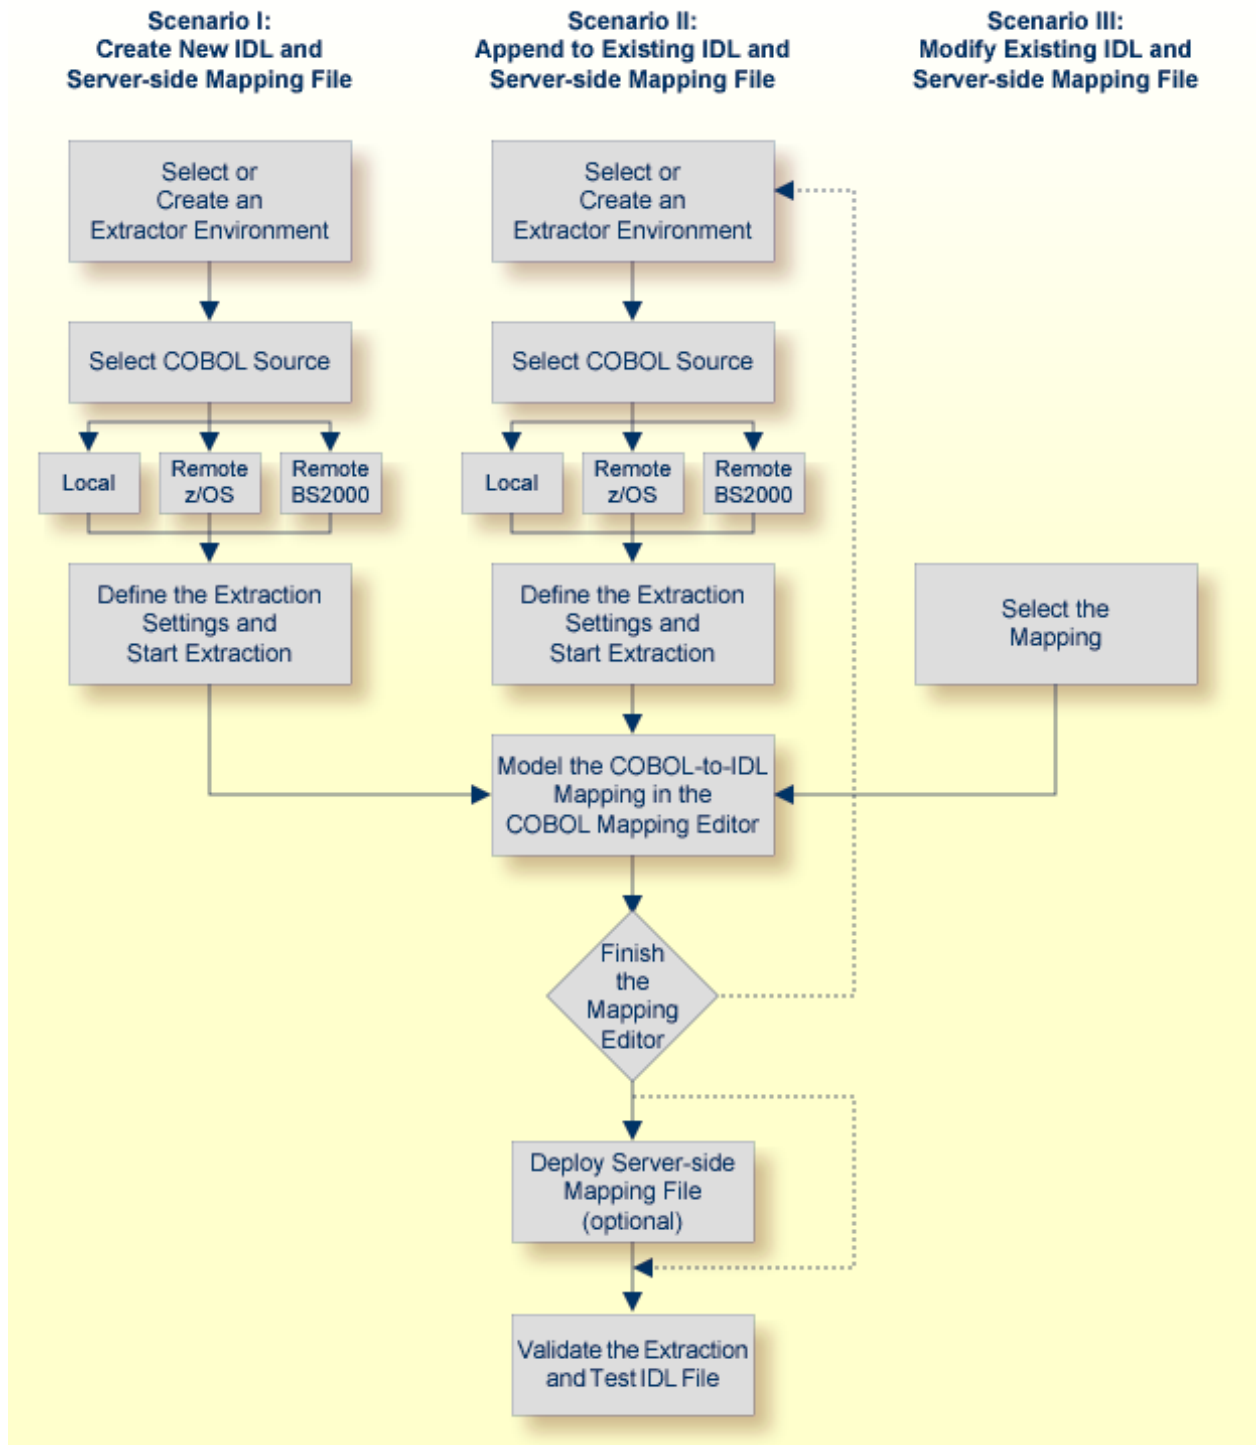 Scenario I:
Create New IDL and
Server-side Mapping File
Scenario II:
Append to Existing IDL and
Server-side Mapping File
Scenario III:
Modify Existing IDL and
Server-side Mapping File
Select or
Create an
Extractor Environment
Select or
Create an
Extractor Environment
Select COBOL Source
Select COBOL Source
Local
Remote
z/OS
Remote
BS2000
Local
Remote
z/OS
Remote
BS2000
Define the Extraction
Settings and
Start Extraction
Define the Extraction
Settings and
Start Extraction
Select the
Mapping
Model the COBOL-to-IDL
Mapping in the
COBOL Mapping Editor
Finish
the
Mapping
Editor
Deploy Server-side
Mapping File
(optional)
Validate the Extraction
and Test IDL File